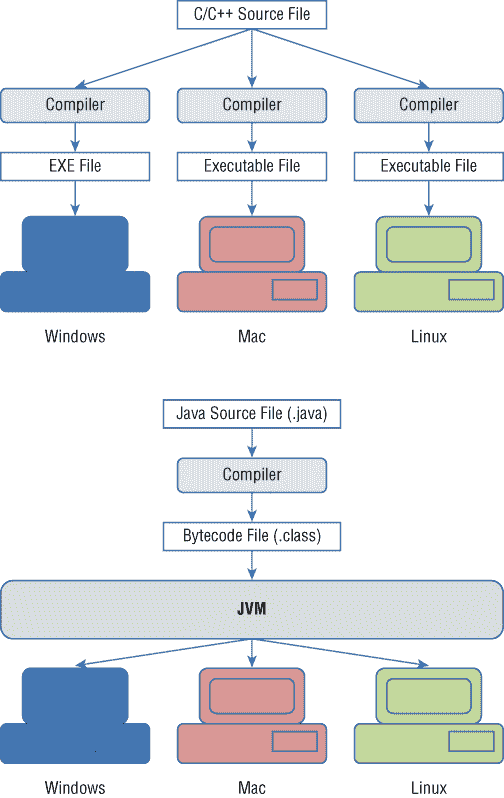 C/C++ Source File
Compiler
Compiler
Compiler
EXE File
Executable File
Executable File
Windows
Mac
Linux
Java Source File (.java)
Compiler
Bytecode File (.class)
JVM
Windows
Mac
Linux